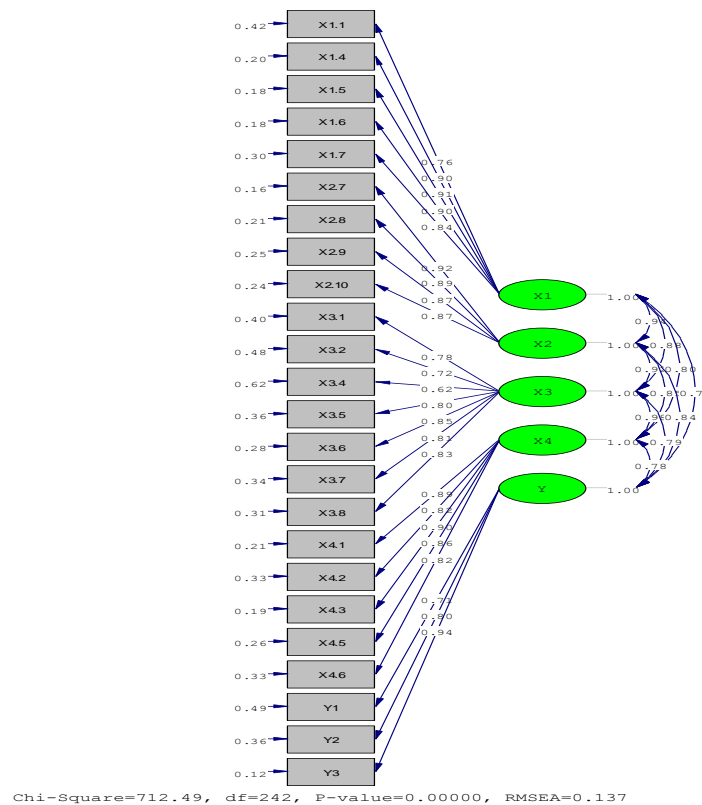 0.42 X1.1
0.20 X1.4
0.18 X1.5
0.18 X1.6
0.30 X1.7
0.76
0.16 X2.7
0.90
0.91
0.21 X2.8
0.90
0.84
0.25 X2.9
0.92
0.24 X2.10
0.89
0.87
X1 1.00
0.40 X3.1
0.87
0.48 X3.2
X2 1.00
0.78
0.72
0.80
0.62 X3.4
0.62
X3 1.00
0.36 X3.5
0.80
0.84
0.85
0.28 X3.6
0.81
X4 1.00
0.79
0.83
0.78
0.34 X3.7
Y 1.00
0.89
0.31 X3.8
0.82
0.90
0.21 X4.1
0.86
0.82
0.33 X4.2
0.71
0.19 X4.3
0.80
0.94
0.26 X4.5
0.33 X4.6
0.49 Y1
0.36 Y2
0.12 Y3
Chi-Square=712.49, df=242, P-value=0.00000, RMSEA=0.137